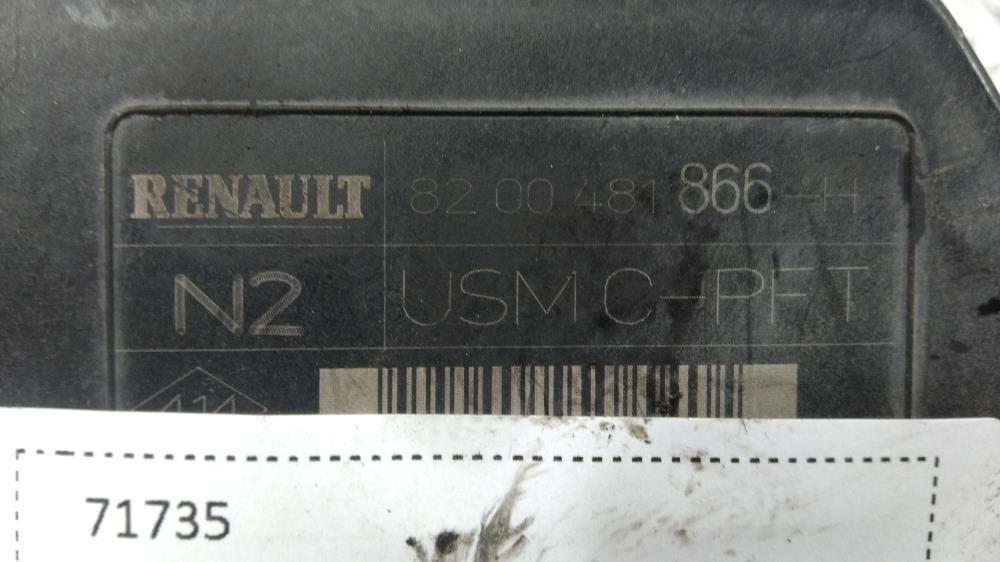 RENAULT 82 00 481 866--H
N2 USM C-PFT
71735